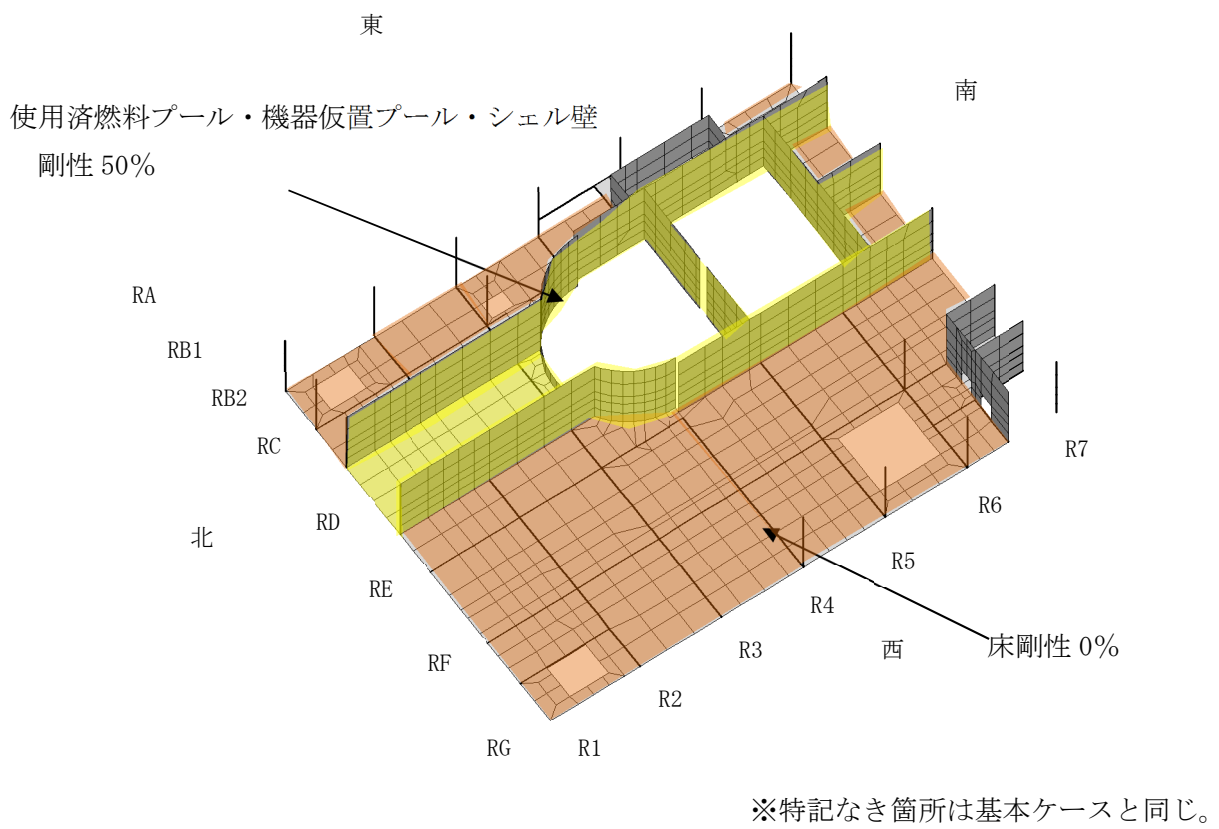 東
南
使用済燃料プール・機器仮置プール・シェル壁
剛性 50％
RA
RB1
RB2
RC
RD
北
RE
RF
RG
R1
R2
R3
R4
R5
R6
R7
西
床剛性 0％
※特記なき箇所は基本ケースと同じ。